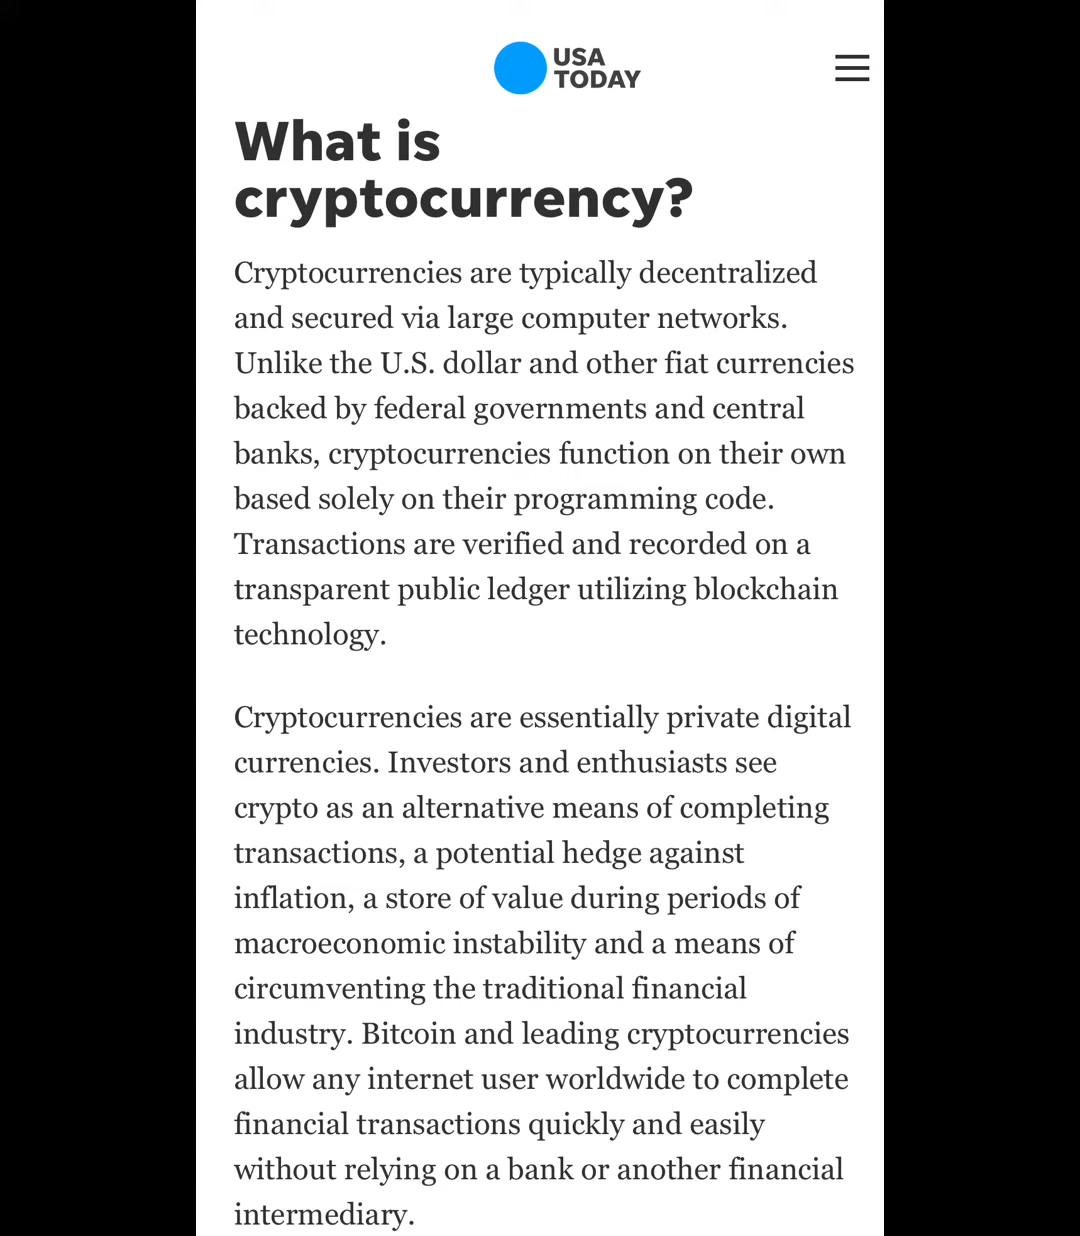 USA
TODAY
What is
cryptocurrency?
Cryptocurrencies are typically decentralized
and secured via large computer networks.
Unlike the U.S. dollar and other fiat currencies
backed by federal governments and central
banks, cryptocurrencies function on their own
based solely on their programming code.
Transactions are verified and recorded on a
transparent public ledger utilizing blockchain
technology.
Cryptocurrencies are essentially private digital
currencies. Investors and enthusiasts see
crypto as an alternative means of completing
transactions, a potential hedge against
inflation, a store of value during periods of
macroeconomic instability and a means of
circumventing the traditional financial
industry. Bitcoin and leading cryptocurrencies
allow any internet user worldwide to complete
financial transactions quickly and easily
without relying on a bank or another financial
intermediary.